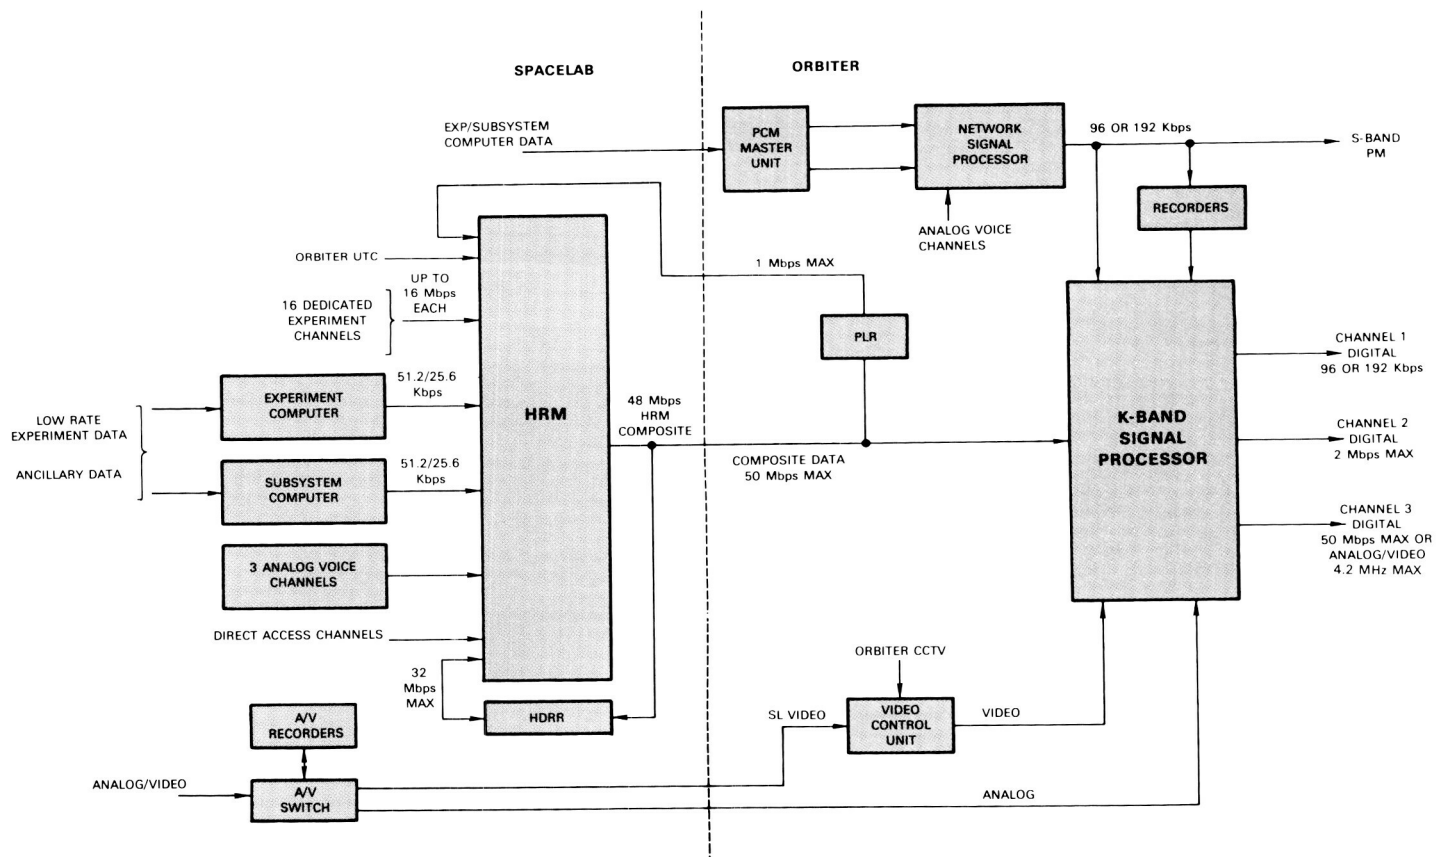 SPACELAB
ORBITER
EXP/SUBSYSTEM
COMPUTER DATA
PCM
MASTER
UNIT
NETWORK
SIGNAL
PROCESSOR
96 OR 192 Kbps
S-BAND
PM
RECORDERS
ANALOG VOICE
CHANNELS
ORBITER UTC
UP TO
16 Mbps
EACH
16 DEDICATED
EXPERIMENT
CHANNELS
1 Mbps MAX
PLR
HRM
EXPERIMENT
COMPUTER
51.2/25.6
Kbps
LOW RATE
EXPERIMENT DATA
ANCILLARY DATA
SUBSYSTEM
COMPUTER
51.2/25.6
Kbps
48 Mbps
HRM
COMPOSITE
COMPOSITE DATA
50 Mbps MAX
K-BAND
SIGNAL
PROCESSOR
CHANNEL 1
DIGITAL
96 OR 192 Kbps
CHANNEL 2
DIGITAL
2 Mbps MAX
CHANNEL 3
DIGITAL
50 Mbps MAX OR
ANALOG/VIDEO
4.2 MHz MAX
3 ANALOG VOICE
CHANNELS
DIRECT ACCESS CHANNELS
32
Mbps
MAX
HDRR
ORBITER CCTV
SL VIDEO
VIDEO
CONTROL
UNIT
VIDEO
A/V
RECORDERS
ANALOG/VIDEO
A/V
SWITCH
ANALOG